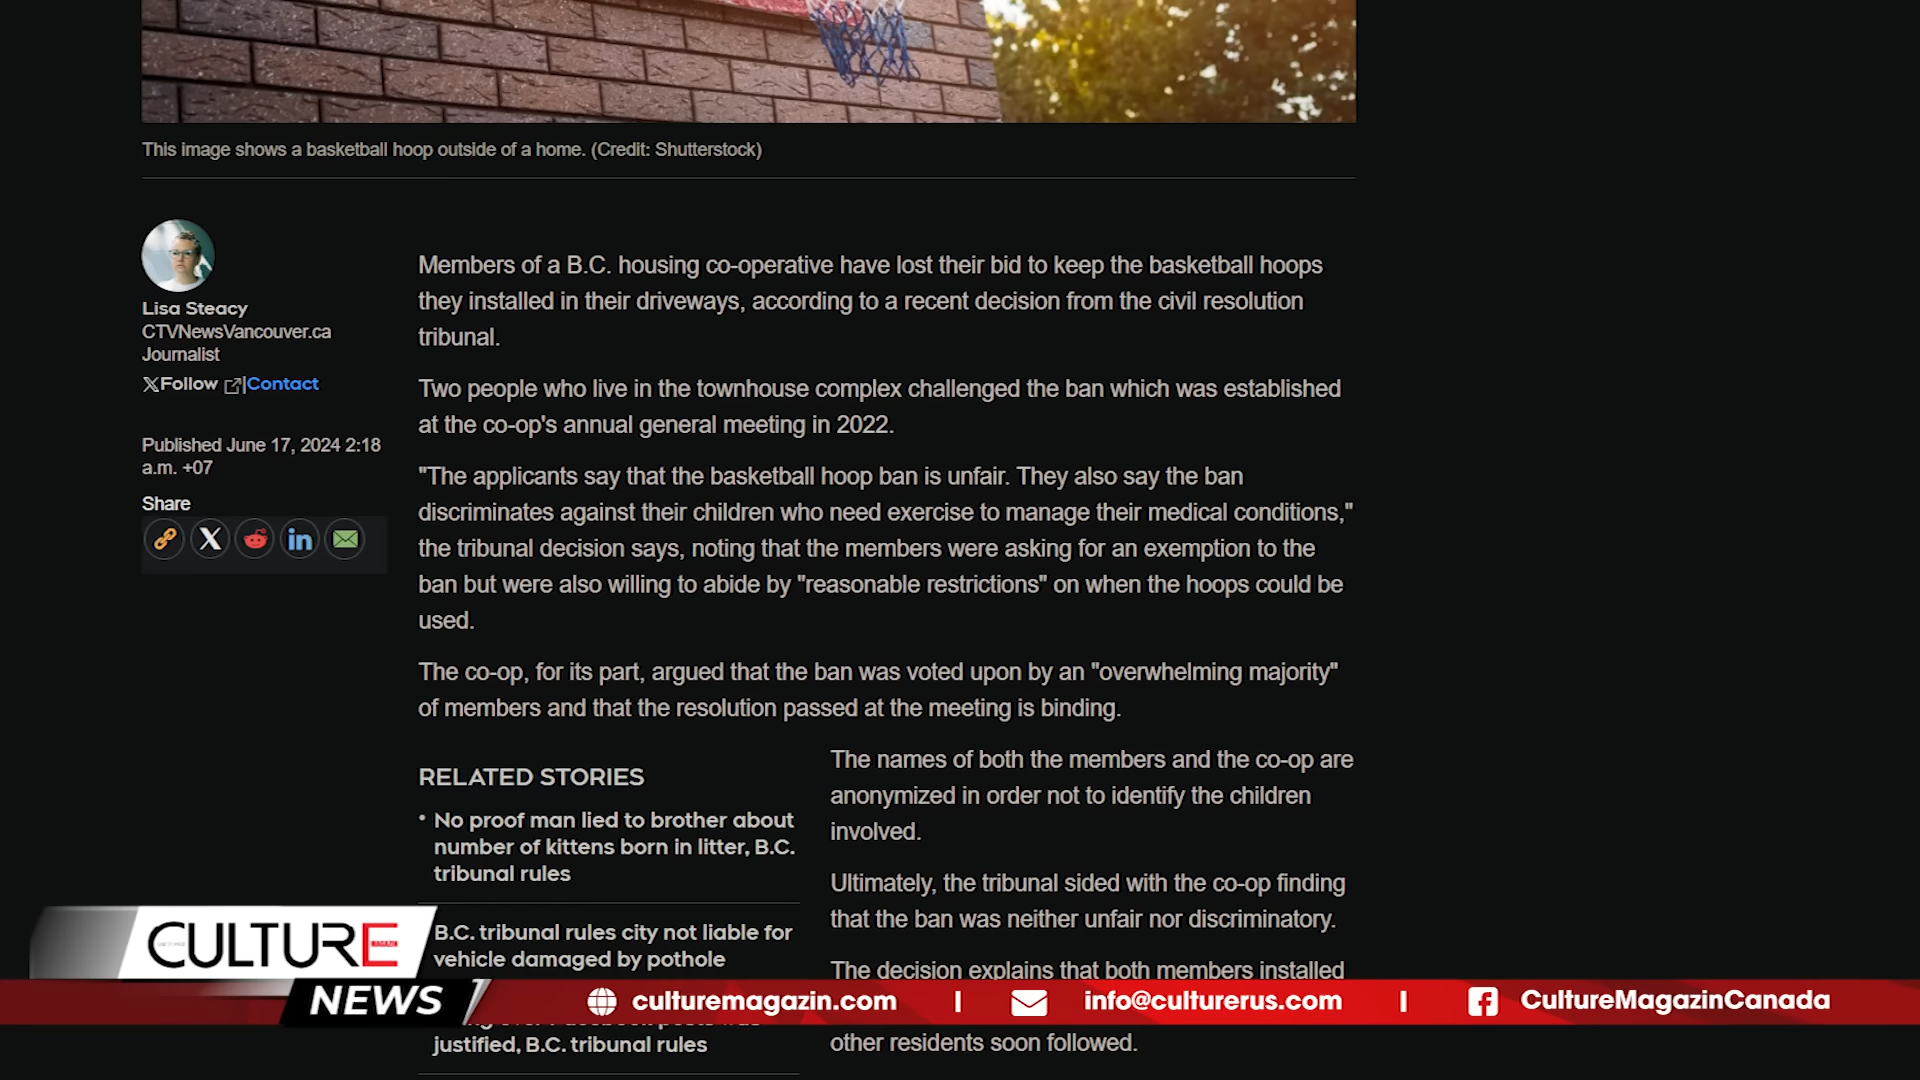 This image shows a basketball hoop outside of a home. (Credit: Shutterstock)
Lisa Steacy
CTVNewsVancouver.ca
Journalist
Follow |Contact
Published June 17, 2024 2:18
a.m. +07
Share
Members of a B.C. housing co-operative have lost their bid to keep the basketball hoops
they installed in their driveways, according to a recent decision from the civil resolution
tribunal.
Two people who live in the townhouse complex challenged the ban which was established
at the co-op's annual general meeting in 2022.
"The applicants say that the basketball hoop ban is unfair. They also say the ban
discriminates against their children who need exercise to manage their medical conditions,"
the tribunal decision says, noting that the members were asking for an exemption to the
ban but were also willing to abide by "reasonable restrictions" on when the hoops could be
used.
The co-op, for its part, argued that the ban was voted upon by an "overwhelming majority"
of members and that the resolution passed at the meeting is binding.
RELATED STORIES
• No proof man lied to brother about
number of kittens born in litter, B.C.
tribunal rules
B.C. tribunal rules city not liable for
vehicle damaged by pothole
justified, B.C. tribunal rules
The names of both the members and the co-op are
anonymized in order not to identify the children
involved.
Ultimately, the tribunal sided with the co-op finding
that the ban was neither unfair nor discriminatory.
The decision explains that both members installed
other residents soon followed.
CULTURE
MAGAZIN
NEWS
culturemagazin.com | info@culturerus.com | CultureMagazinCanada